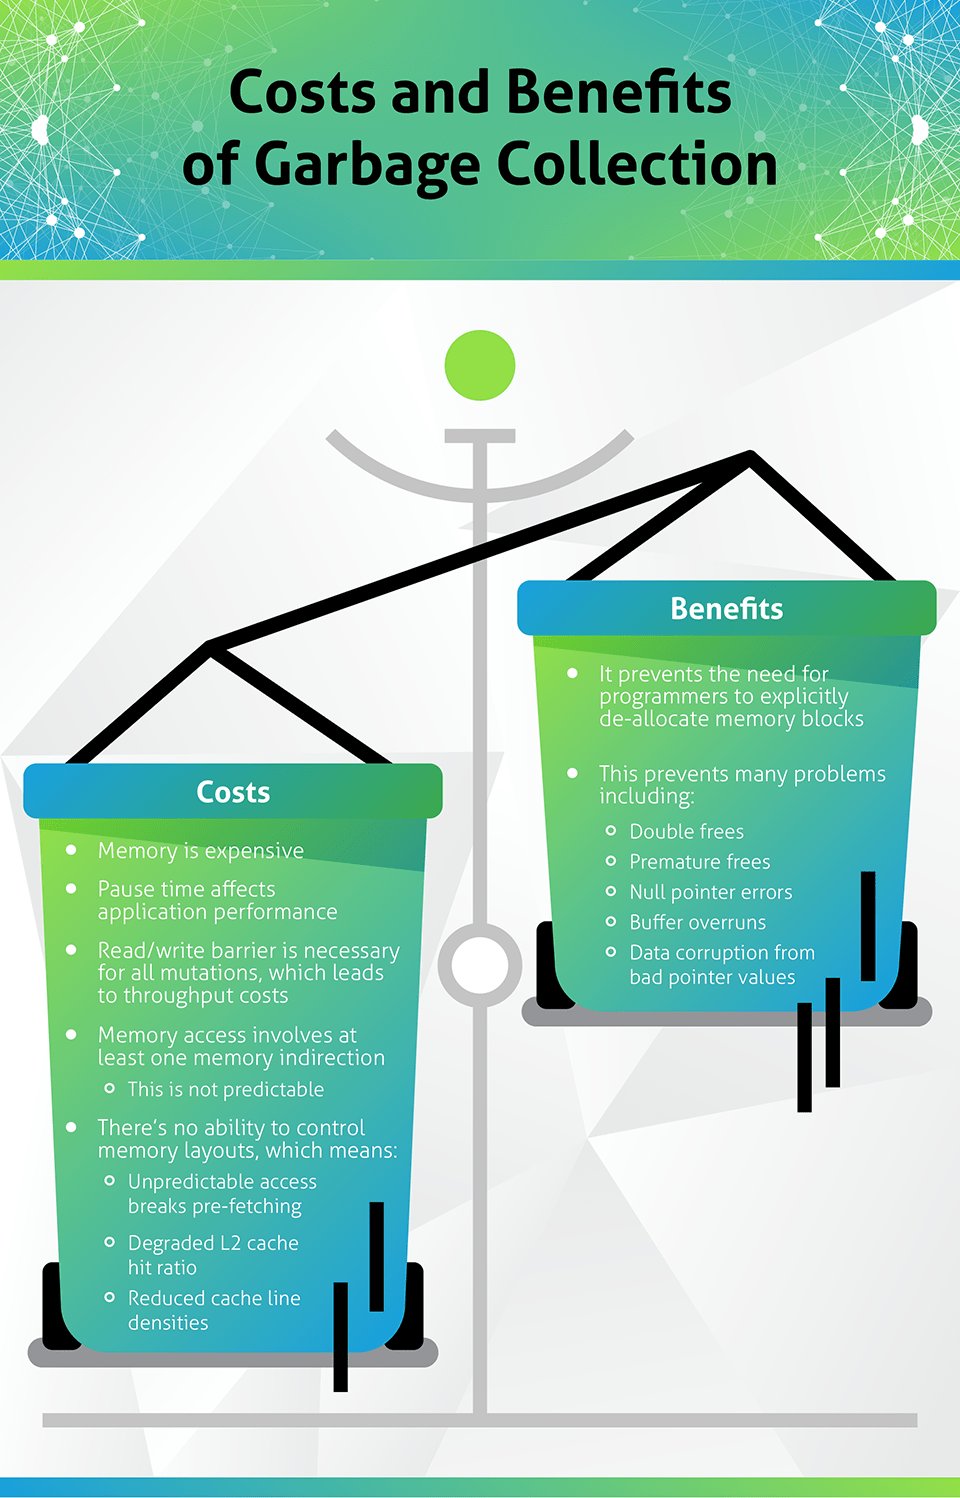 Costs and Benefits
of Garbage Collection
Benefits
It prevents the need for
programmers to explicitly
de-allocate memory blocks
This prevents many problems
including:
Double frees
Premature frees
Null pointer errors
Buffer overruns
Data corruption from
bad pointer values
Costs
Memory is expensive
Pause time affects
application performance
Read/write barrier is necessary
for all mutations, which leads
to throughput costs
Memory access involves at
least one memory indirection
This is not predictable
There's no ability to control
memory layouts, which means:
Unpredictable access
breaks pre-fetching
Degraded L2 cache
hit ratio
Reduced cache line
densities